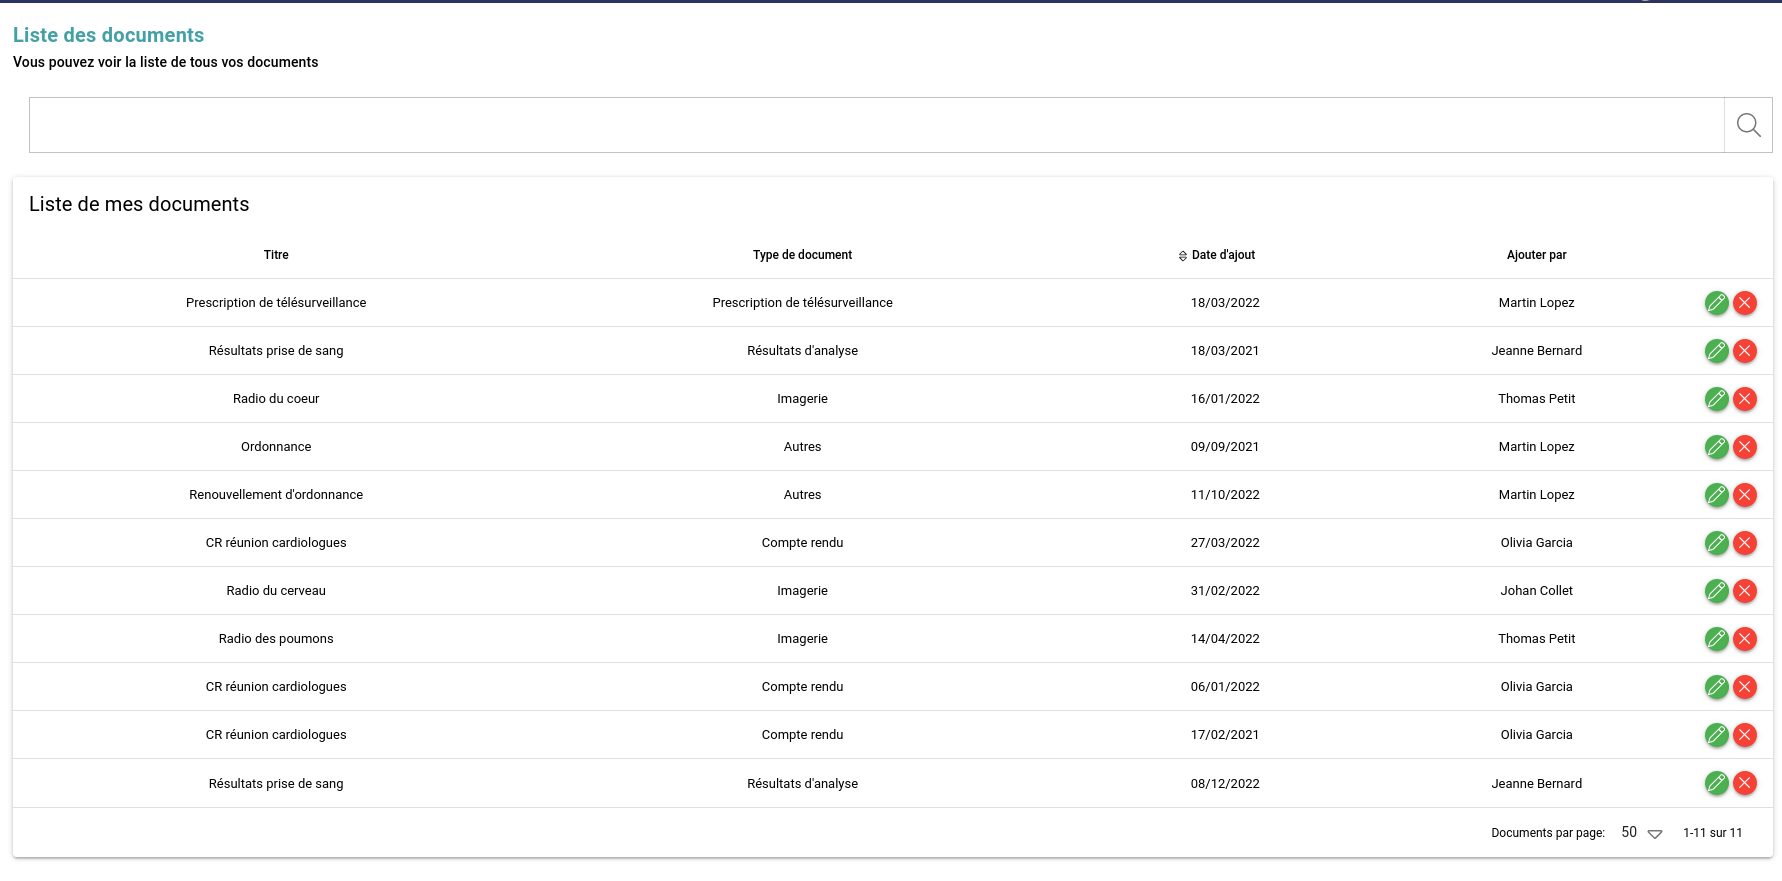 Liste des documents
Vous pouvez voir la liste de tous vos documents
Liste de mes documents
Titre Type de document Date d'ajout Ajouter par
Prescription de télésurveillance Prescription de télésurveillance 18/03/2022 Martin Lopez
Résultats prise de sang Résultats d'analyse 18/03/2021 Jeanne Bernard
Radio du coeur Imagerie 16/01/2022 Thomas Petit
Ordonnance Autres 09/09/2021 Martin Lopez
Renouvellement d'ordonnance Autres 11/10/2022 Martin Lopez
CR réunion cardiologues Compte rendu 27/03/2022 Olivia Garcia
Radio du cerveau Imagerie 31/02/2022 Johan Collet
Radio des poumons Imagerie 14/04/2022 Thomas Petit
CR réunion cardiologues Compte rendu 06/01/2022 Olivia Garcia
CR réunion cardiologues Compte rendu 17/02/2021 Olivia Garcia
Résultats prise de sang Résultats d'analyse 08/12/2022 Jeanne Bernard
Documents par page: 50 1-11 sur 11